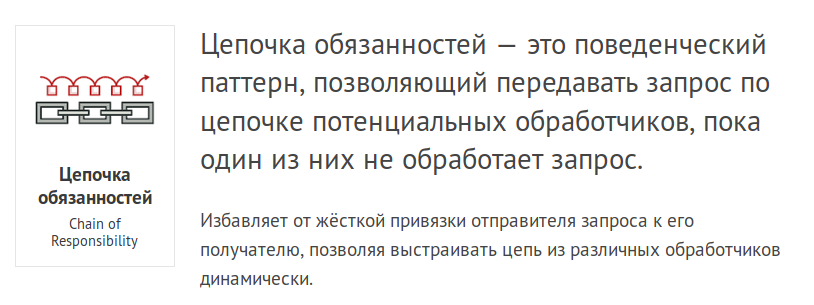 Цепочка
обязанностей
Chain of
Responsibility
Цепочка обязанностей — это поведенческий
паттерн, позволяющий передавать запрос по
цепочке потенциальных обработчиков, пока
один из них не обработает запрос.
Избавляет от жёсткой привязки отправителя запроса к его
получателю, позволяя выстраивать цепь из различных обработчиков
динамически.